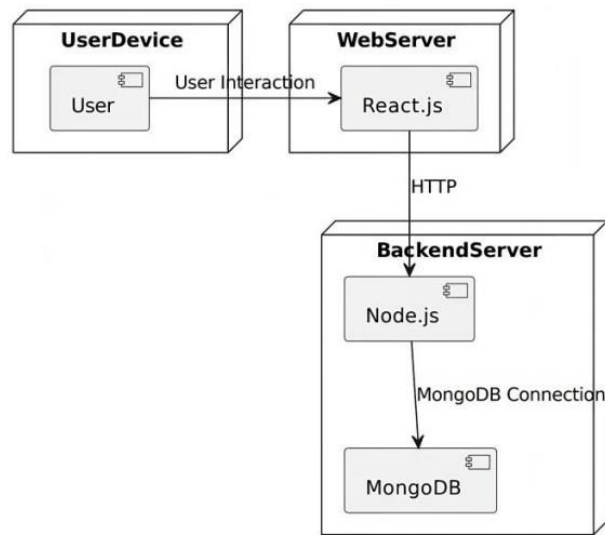 UserDevice
WebServer
User
User Interaction
React.js
HTTP
BackendServer
Node.js
MongoDB Connection
MongoDB